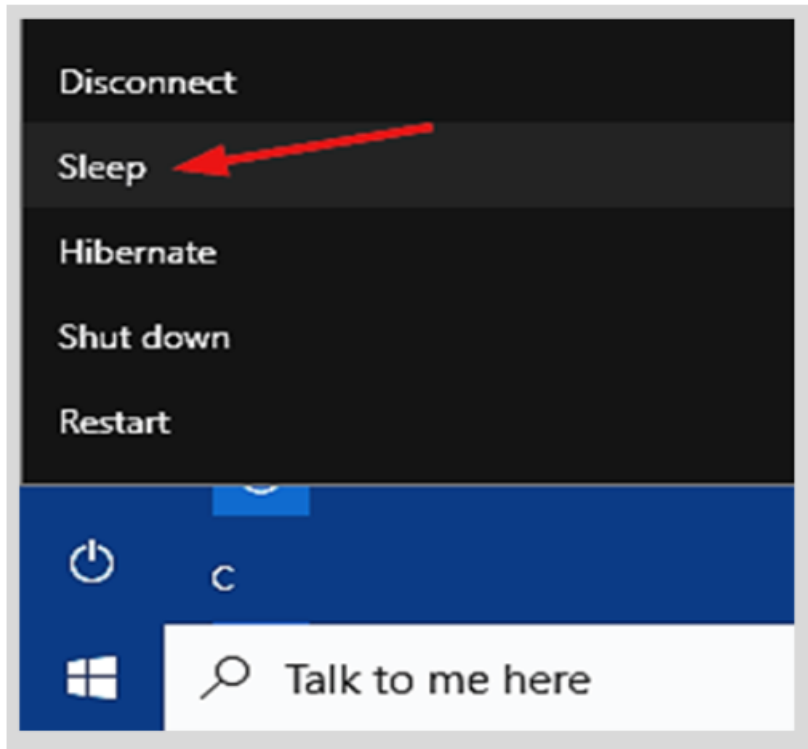 Disconnect
Sleep
Hibernate
Shut down
Restart
C
Talk to me here